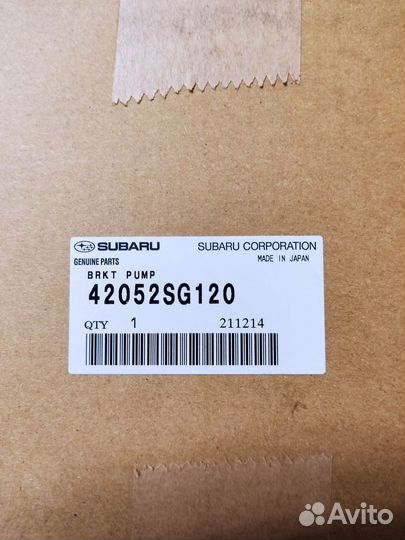 SUBARU SUBARU CORPORATION
GENUINE PARTS MADE IN JAPAN
BRKT PUMP
42052SG120
QTY 1 211214
Avito